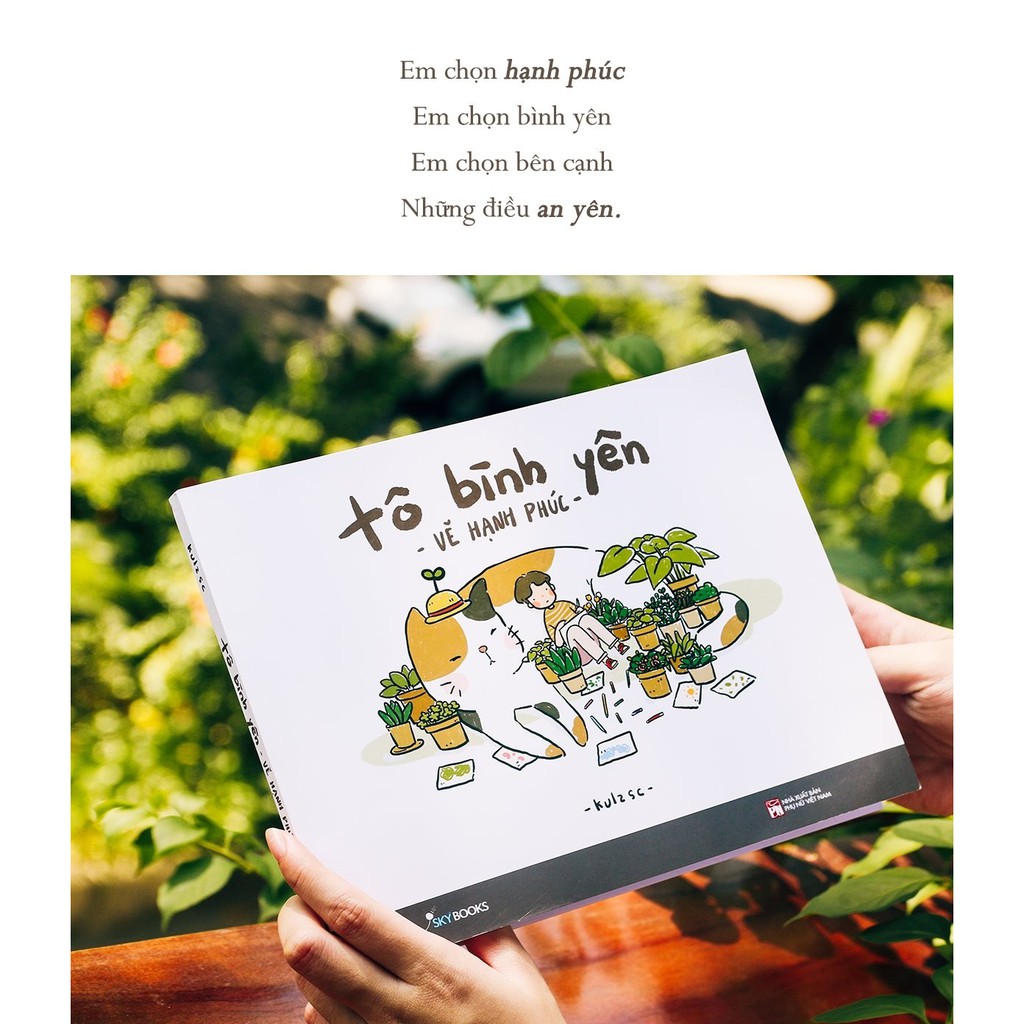 Em chọn hạnh phúc
Em chọn bình yên
Em chọn bên cạnh
Những điều an yên.
tô bình yên
- VẼ HẠNH PHÚC -
- kulzsc -
kulzsc
tô bình yên - VẼ HẠNH PHÚC
SKYBOOKS
PN
NHÀ XUẤT BẢN
PHỤ NỮ VIỆT NAM